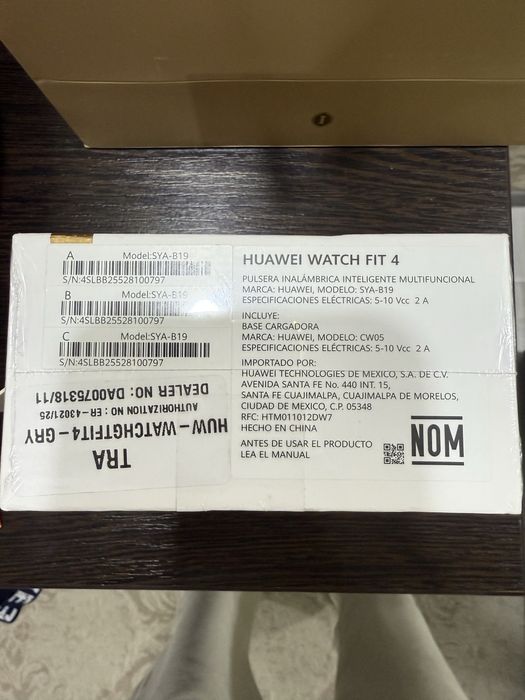 A Model:SYA-B19
S/N:4SLBB25528100797
B Model:SYA-B19
S/N:4SLBB25528100797
C Model:SYA-B19
S/N:4SLBB25528100797
TRA
HUW-WATCHGTFIT4-GRY
AUTHORIZATION NO : ER-43021/25
DEALER NO: DA0075318/11
HUAWEI WATCH FIT 4
PULSERA INALÁMBRICA INTELIGENTE MULTIFUNCIONAL
MARCA: HUAWEI, MODELO: SYA-B19
ESPECIFICACIONES ELÉCTRICAS: 5-10 Vcc 2 A
INCLUYE:
BASE CARGADORA
MARCA: HUAWEI, MODELO: CW05
ESPECIFICACIONES ELÉCTRICAS: 5-10 Vcc 2 A
IMPORTADO POR:
HUAWEI TECHNOLOGIES DE MEXICO, S.A. DE C.V.
AVENIDA SANTA FE No. 440 INT. 15,
SANTA FE CUAJIMALPA, CUAJIMALPA DE MORELOS,
CIUDAD DE MEXICO, C.P. 05348
RFC: HTM011012DW7
HECHO EN CHINA
ANTES DE USAR EL PRODUCTO
LEA EL MANUAL
NOM